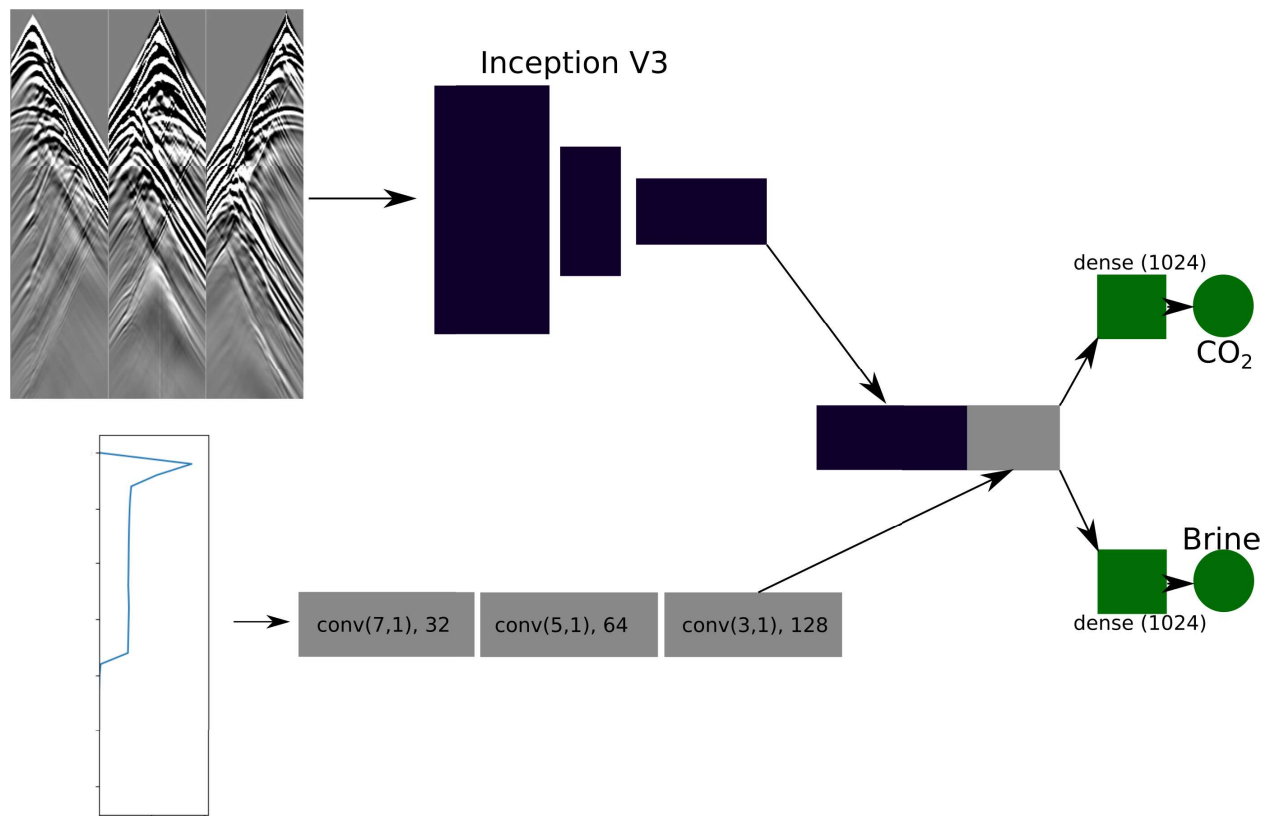 Inception V3
dense (1024)
CO₂
conv(7,1), 32
conv(5,1), 64
conv(3,1), 128
Brine
dense (1024)